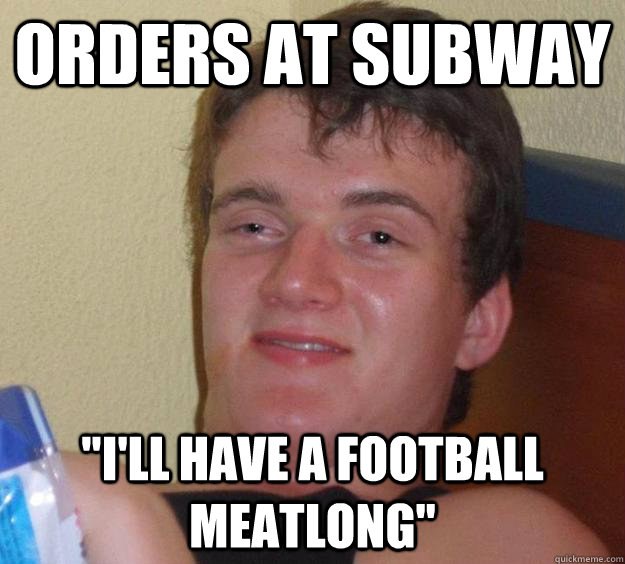 ORDERS AT SUBWAY
"I'LL HAVE A FOOTBALL
MEATLONG"
quickmeme.com